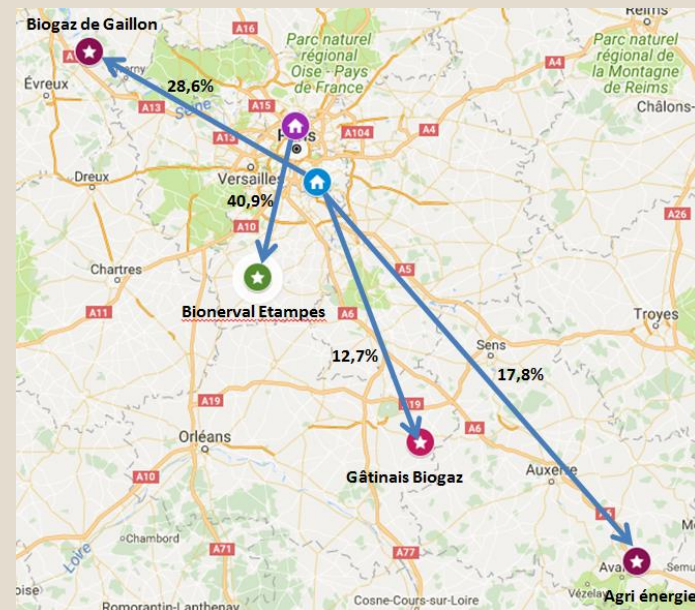 Biogaz de Gaillon
A16
Reims
Parc naturel
régional
Oise - Pays
de France
Parc naturel
régional de
la Montagne
de Reims
A4
Évreux
28,6%
A13
Seine
A15
Châlons-
A13
A104
A4
Dreux
Versailles
40,9%
A26
A10
Chartres
A5
Bionerval Etampes
A11
A6
Troyes
12,7%
Sens
17,8%
A19
A19
A6
Orléans
Gâtinais Biogaz
Auxerre
A10
Loire
Chambord
A71
A77
Agri énergie
Romorantin-Lanthenay
Cosne-Cours-sur-Loire